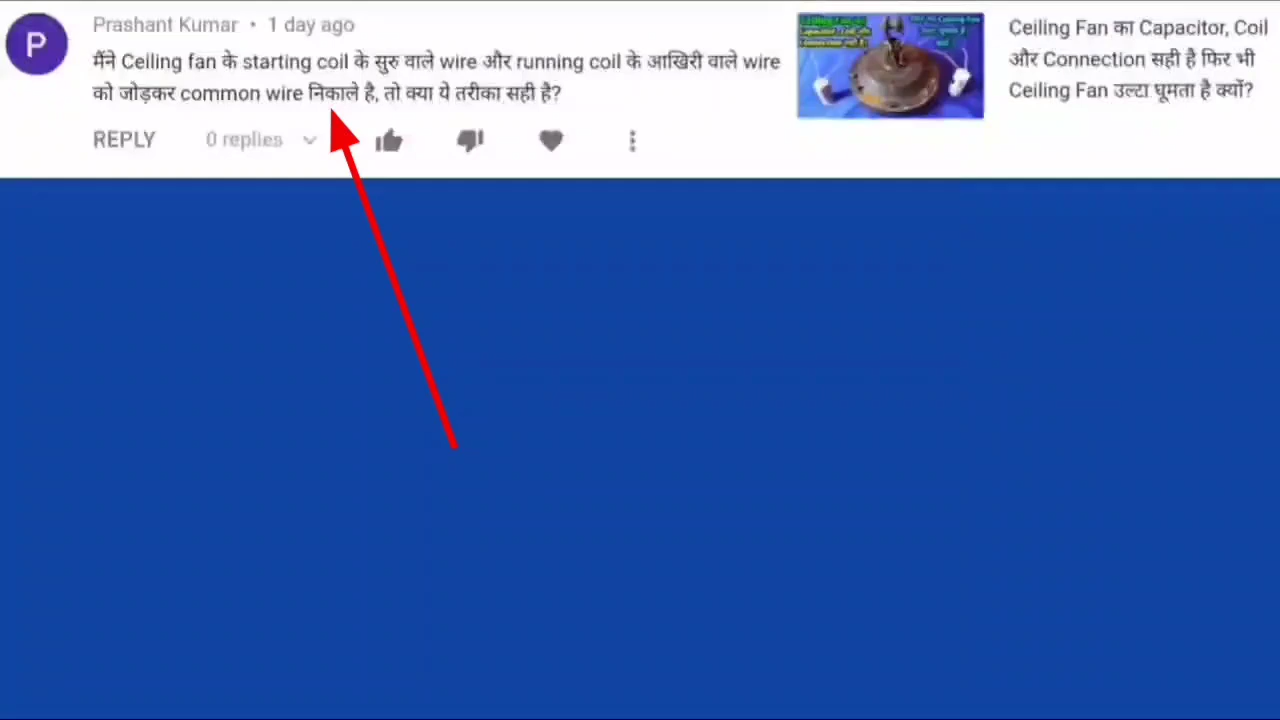 P
Prashant Kumar • 1 day ago
मैंने Ceiling fan के starting coil के सुरु वाले wire और running coil के आखिरी वाले wire
को जोड़कर common wire निकाले है, तो क्या ये तरीका सही है?
REPLY 0 replies
Ceiling Fan का Capacitor, Coil
और Connection सही है फिर भी
Ceiling Fan उल्टा घूमता है क्यों?